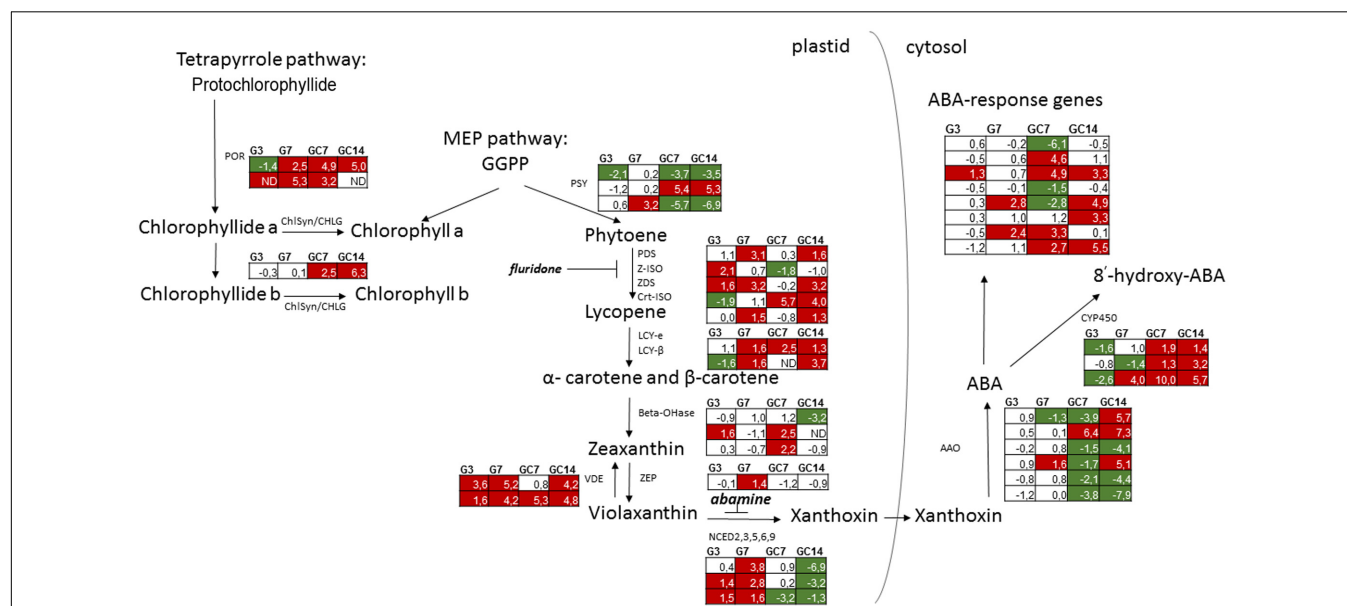 plastid
cytosol
Tetrapyrrole pathway:
Protochlorophyllide
POR
G3 G7 GC7 GC14
-1,4 2,5 4,9 5,0
ND 5,3 3,2 ND
MEP pathway:
GGPP
PSY
G3 G7 GC7 GC14
-2,1 0,2 -3,7 -3,5
-1,2 0,2 5,4 5,3
0,6 3,2 -5,7 -6,9
Chlorophyllide a
ChlSyn/CHLG
Chlorophyll a
G3 G7 GC7 GC14
-0,3 0,1 2,5 6,3
Chlorophyllide b
ChlSyn/CHLG
Chlorophyll b
Phytoene
fluridone
PDS
Z-ISO
ZDS
Crt-ISO
G3 G7 GC7 GC14
1,1 3,1 0,3 1,6
2,1 0,7 -1,8 -1,0
1,6 3,2 -0,2 3,2
-1,9 1,1 5,7 4,0
0,0 1,5 -0,8 1,3
Lycopene
LCY-e
LCY-β
G3 G7 GC7 GC14
1,1 1,6 2,5 1,3
-1,6 1,6 ND 3,7
α- carotene and β-carotene
Beta-OHase
G3 G7 GC7 GC14
-0,9 1,0 1,2 -3,2
1,6 -1,1 2,5 ND
0,3 -0,7 2,2 -0,9
Zeaxanthin
G3 G7 GC7 GC14
3,6 5,2 0,8 4,2
1,6 4,2 5,3 4,8
VDE
ZEP
G3 G7 GC7 GC14
-0,1 1,4 -1,2 -0,9
abamine
Violaxanthin
Xanthoxin
Xanthoxin
NCED2,3,5,6,9
G3 G7 GC7 GC14
0,4 3,8 0,9 -6,9
1,4 2,8 0,2 -3,2
1,5 1,6 -3,2 -1,3
ABA-response genes
G3 G7 GC7 GC14
0,6 -0,2 -6,1 -0,5
-0,5 0,6 4,6 1,1
1,3 0,7 4,9 3,3
-0,5 -0,1 -1,5 -0,4
0,3 2,8 -2,8 4,9
0,3 1,0 1,2 3,3
-0,5 2,4 3,3 0,1
-1,2 1,1 2,7 5,5
8'-hydroxy-ABA
CYP450
G3 G7 GC7 GC14
-1,6 1,0 1,9 1,4
-0,8 -1,4 1,3 3,2
-2,6 4,0 10,0 5,7
ABA
AAO
G3 G7 GC7 GC14
0,9 -1,3 -3,9 5,7
0,5 0,1 6,4 7,3
-0,2 0,8 -1,5 -4,1
0,9 1,6 -1,7 5,1
-0,8 0,8 -2,1 -4,4
-1,2 0,0 -3,8 -7,9